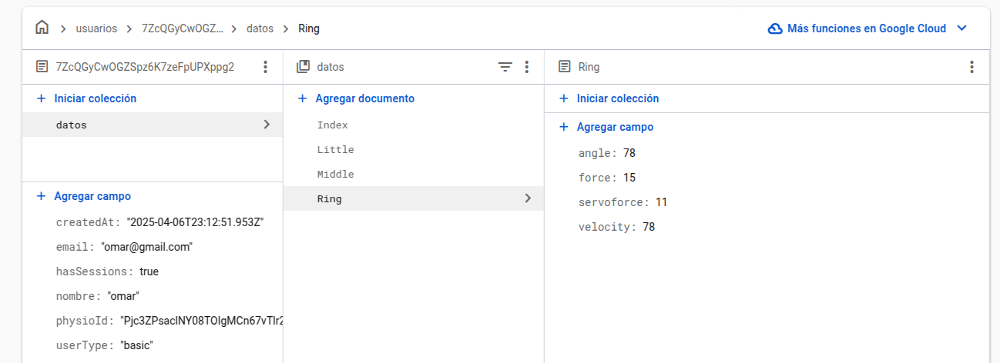 usuarios > 7ZcQGyCwOGZ... > datos > Ring
Más funciones en Google Cloud
7ZcQGyCwOGZSpz6K7zeFpUPXppg2
+ Iniciar colección
datos
+ Agregar campo
createdAt: "2025-04-06T23:12:51.953Z"
email: "omar@gmail.com"
hasSessions: true
nombre: "omar"
physioId: "Pjc3ZPsaclNY08TOIgMCn67vTlr2
userType: "basic"
datos
+ Agregar documento
Index
Little
Middle
Ring
Ring
+ Iniciar colección
+ Agregar campo
angle: 78
force: 15
servoforce: 11
velocity: 78